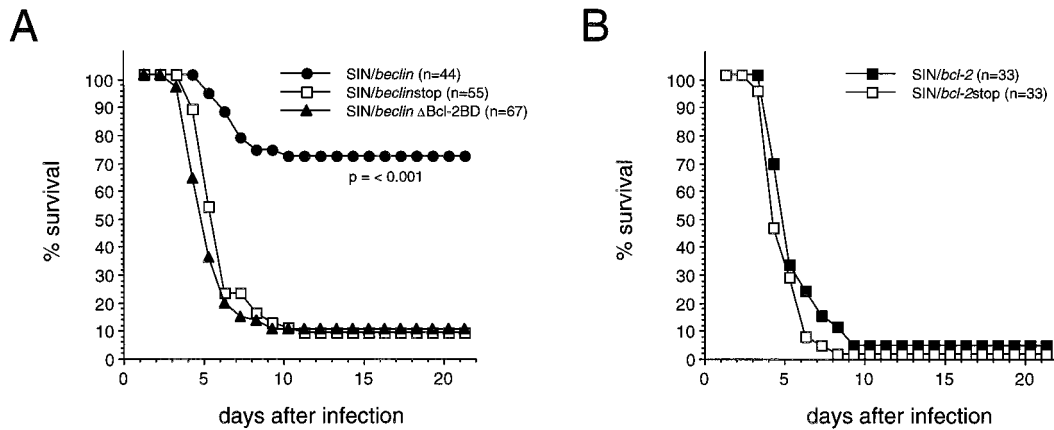 A
B
SIN/beclin (n=44)
SIN/beclinstop (n=55)
SIN/beclin ΔBcl-2BD (n=67)
p = < 0.001
% survival
100
90
80
70
60
50
40
30
20
10
0
0
5
10
15
20
days after infection
SIN/bcl-2 (n=33)
SIN/bcl-2stop (n=33)
% survival
100
90
80
70
60
50
40
30
20
10
0
0
5
10
15
20
days after infection